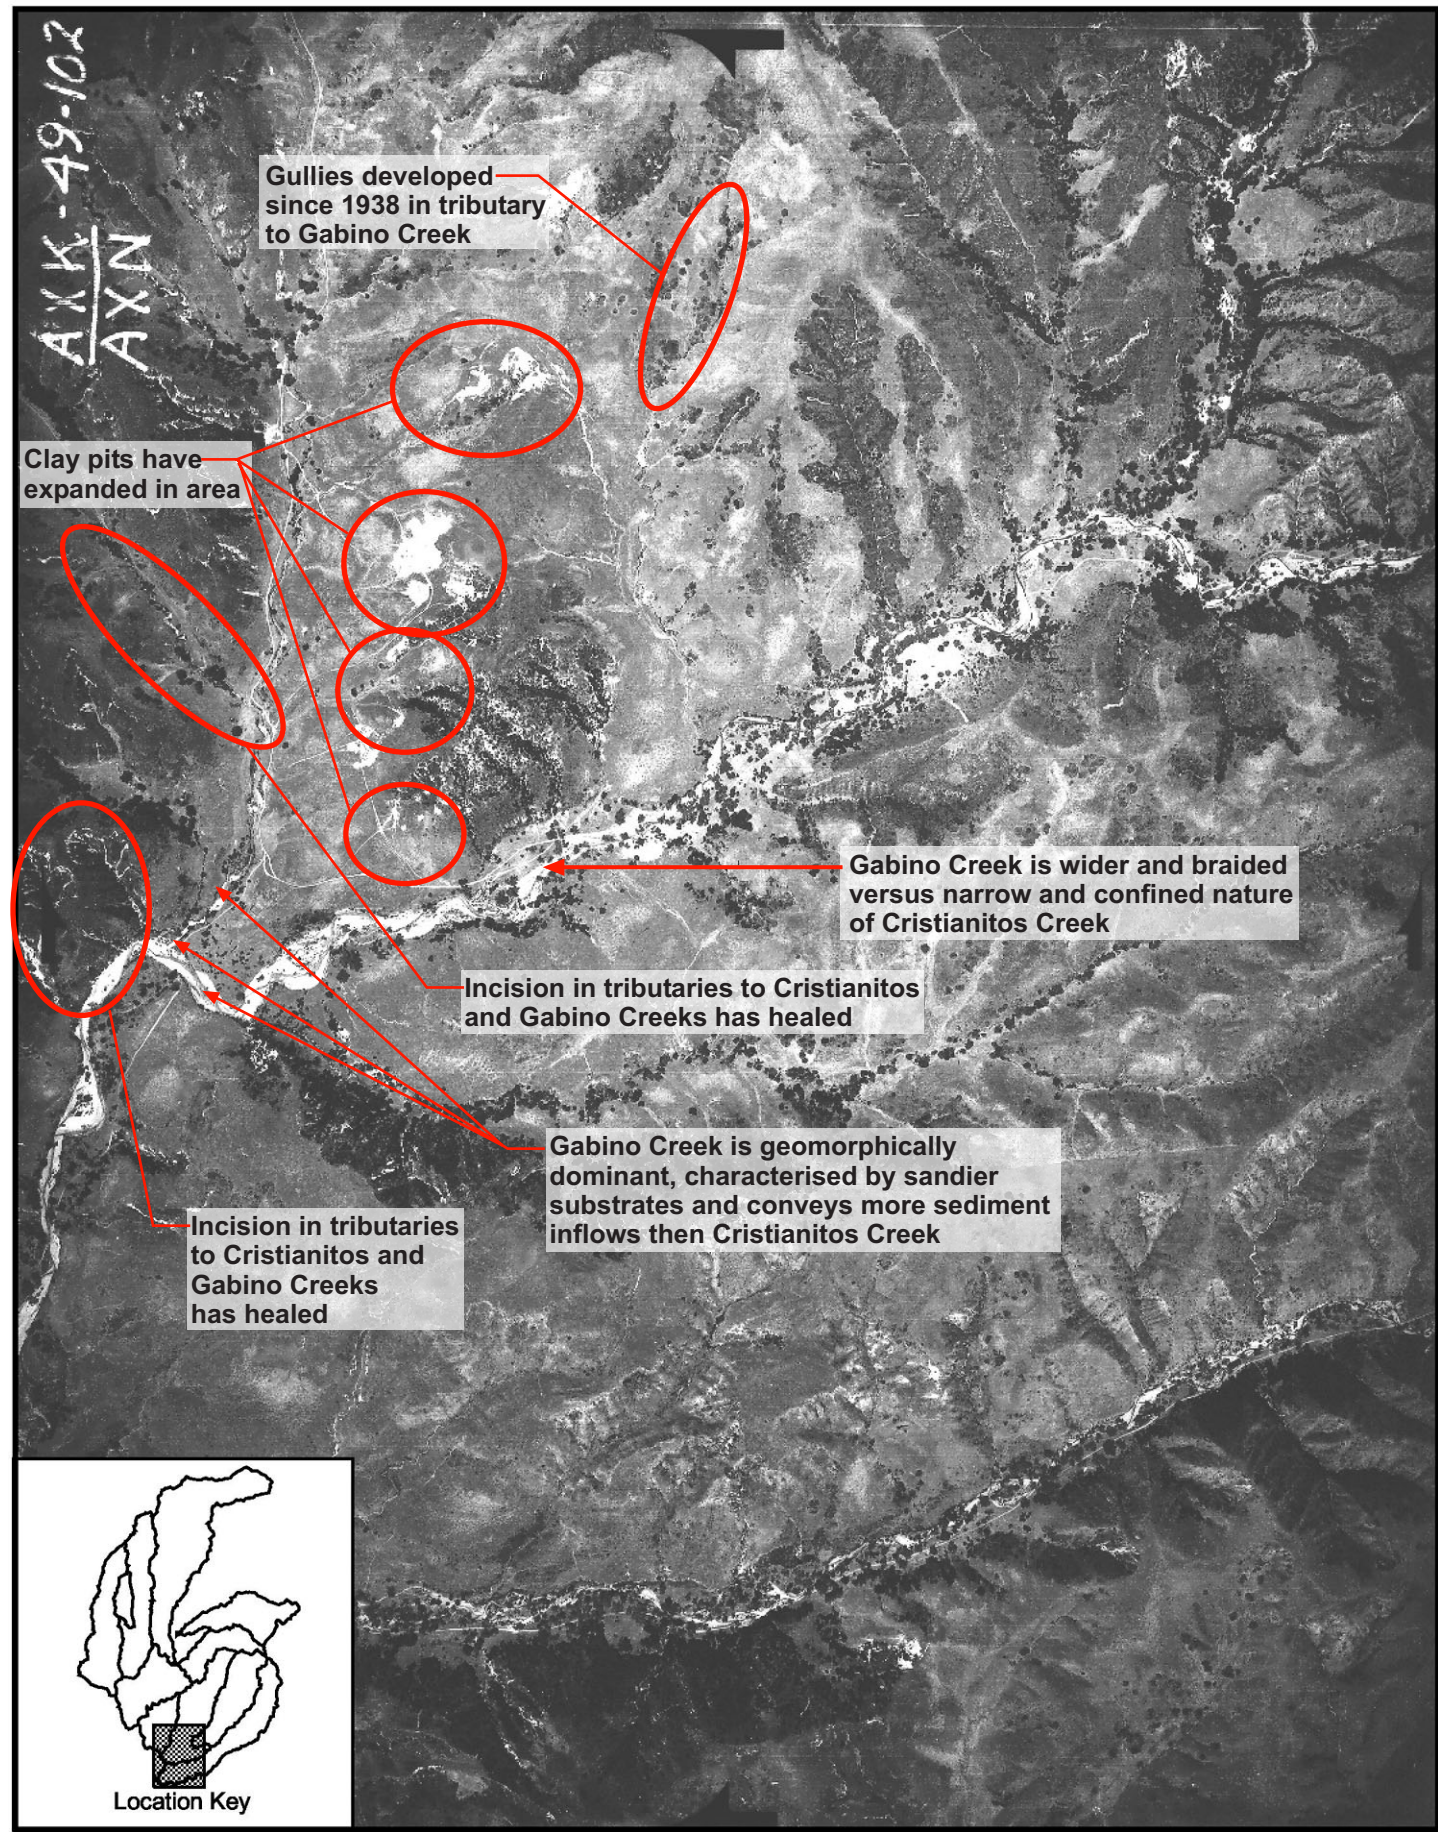 AXK-49-102
AXN
Gullies developed
since 1938 in tributary
to Gabino Creek
Clay pits have
expanded in area
Gabino Creek is wider and braided
versus narrow and confined nature
of Cristianitos Creek
Incision in tributaries to Cristianitos
and Gabino Creeks has healed
Gabino Creek is geomorphically
dominant, characterised by sandier
substrates and conveys more sediment
inflows then Cristianitos Creek
Incision in tributaries
to Cristianitos and
Gabino Creeks
has healed
Location Key